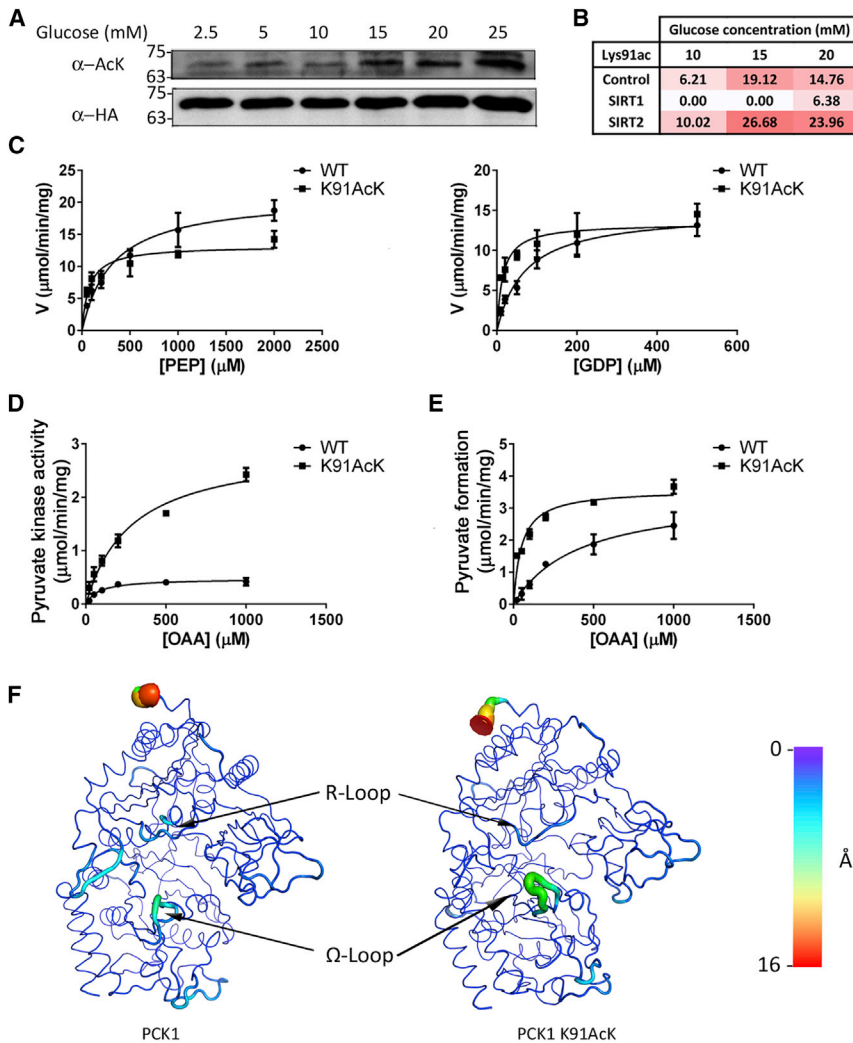 A
Glucose (mM) 2.5 5 10 15 20 25
α–AcK
75
63
α–HA
75
63
B
Glucose concentration (mM)
Lys91ac 10 15 20
Control 6.21 19.12 14.76
SIRT1 0.00 0.00 6.38
SIRT2 10.02 26.68 23.96
C
WT
K91AcK
V (µmol/min/mg)
25
20
15
10
5
0
0 500 1000 1500 2000 2500
[PEP] (µM)
WT
K91AcK
V (µmol/min/mg)
20
15
10
5
0
0 200 400 600
[GDP] (µM)
D
WT
K91AcK
Pyruvate kinase activity
(µmol/min/mg)
3
2
1
0
0 500 1000 1500
[OAA] (µM)
E
WT
K91AcK
Pyruvate formation
(µmol/min/mg)
5
4
3
2
1
0
0 500 1000 1500
[OAA] (µM)
F
R-Loop
Ω-Loop
0
Å
16
PCK1
PCK1 K91AcK